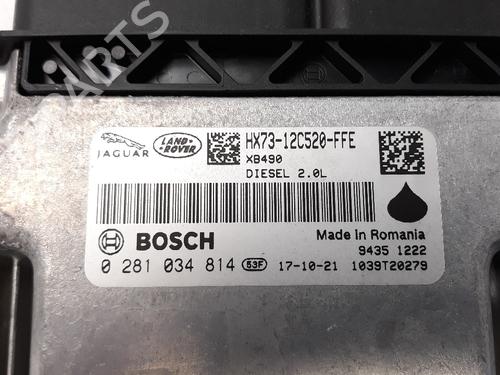 JAGUAR
LAND ROVER
HX73-12C520-FFE
XB490
DIESEL 2.0L
BOSCH
Made in Romania
9435 1222
0 281 034 814 53F 17-10-21 1039T20279